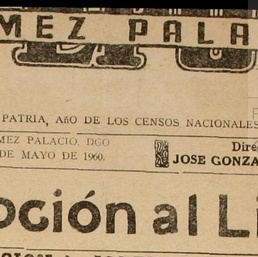 MEZ PALA
PATRIA, AñO DE LOS CENSOS NACIONALES
MEZ PALACIO, DGO
DE MAYO DE 1960.
Dire
JOSE GONZA
oción al Li